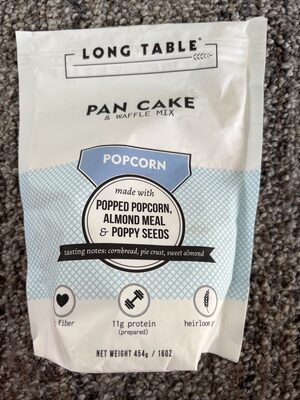 LONG TABLE®
PAN CAKE
& WAFFLE MIX
POPCORN
made with
POPPED POPCORN,
ALMOND MEAL
& POPPY SEEDS
tasting notes: cornbread, pie crust, sweet almond
fiber
11g protein
(prepared)
heirloom
NET WEIGHT 454g / 16OZ